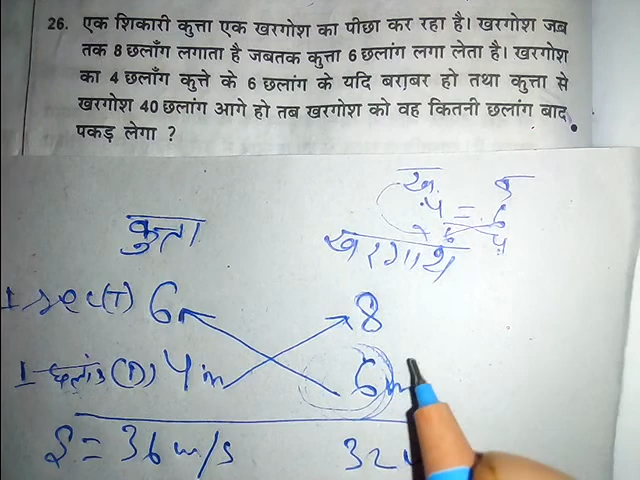 26. एक शिकारी कुत्ता एक खरगोश का पीछा कर रहा है। खरगोश जब
तक 8 छलाँग लगाता है जबतक कुत्ता 6 छलांग लगा लेता है। खरगोश
का 4 छलाँग कुत्ते के 6 छलांग के यदि बराबर हो तथा कुत्ता से
खरगोश 40 छलांग आगे हो तब खरगोश को वह कितनी छलांग बाद
पकड़ लेगा ?
ख. कु
4 = 6
कुत्ता खरगोश
1 sec (T) 6 8
1 छलांग (D) 4m 6m
S = 36 m/s 32